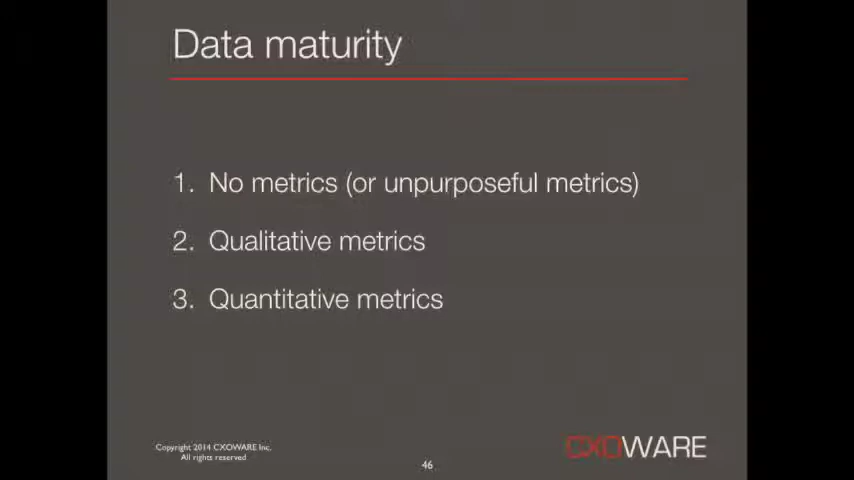 Data maturity
1. No metrics (or unpurposeful metrics)
2. Qualitative metrics
3. Quantitative metrics
Copyright 2014 CXOWARE Inc.
All rights reserved
46
CXOWARE